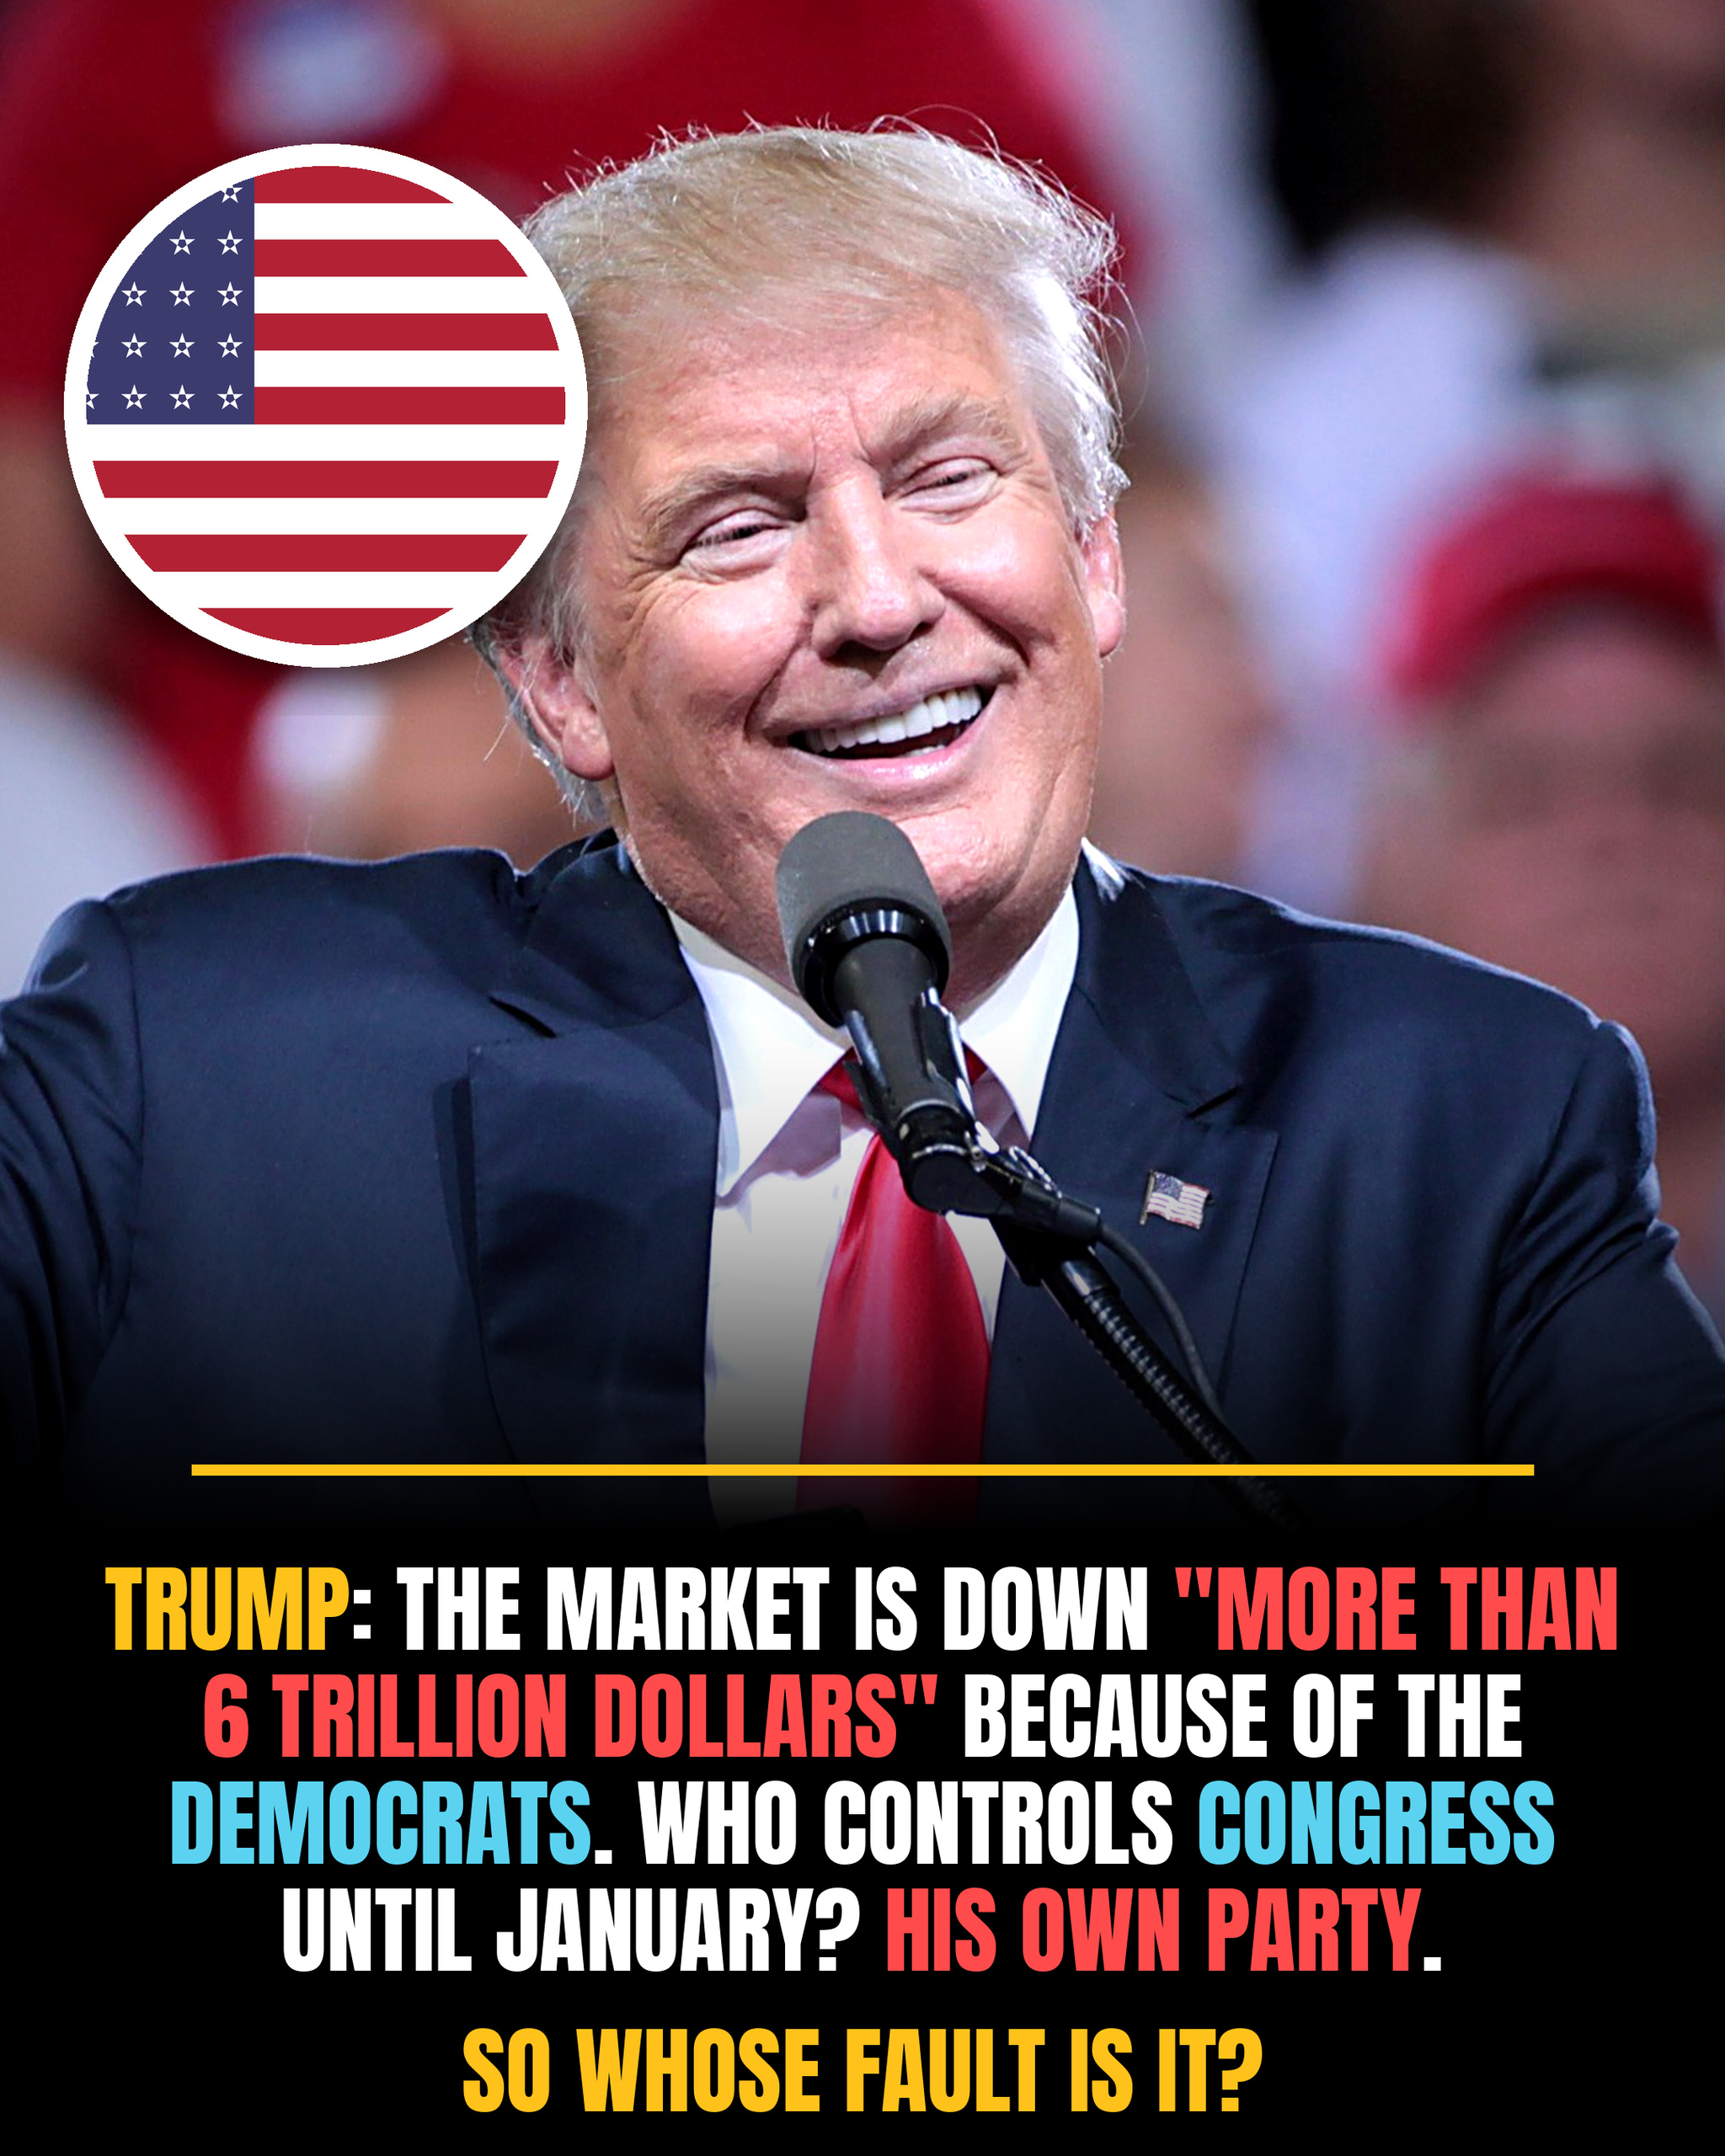 TRUMP: THE MARKET IS DOWN "MORE THAN
6 TRILLION DOLLARS" BECAUSE OF THE
DEMOCRATS. WHO CONTROLS CONGRESS
UNTIL JANUARY? HIS OWN PARTY.
SO WHOSE FAULT IS IT?